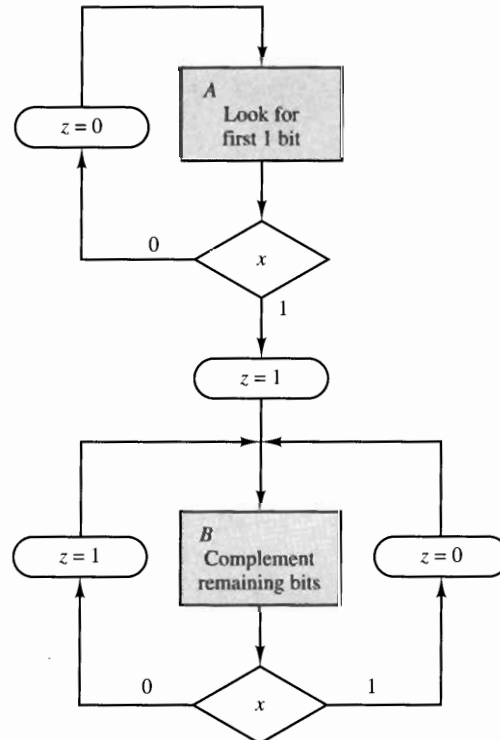 A
Look for
first 1 bit
z = 0
0
x
1
z = 1
B
Complement
remaining bits
z = 1
z = 0
0
x
1